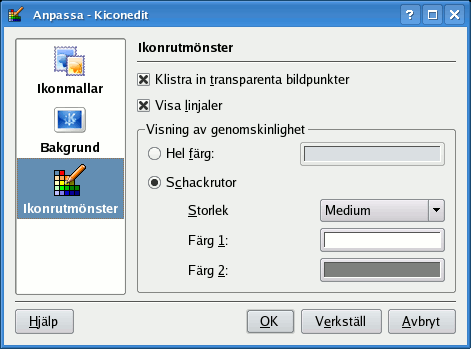 Anpassa - Kiconedit
Ikonmallar
Bakgrund
Ikonrutmönster
Ikonrutmönster
Klistra in transparenta bildpunkter
Visa linjaler
Visning av genomskinlighet
Hel färg:
Schackrutor
Storlek Medium
Färg 1:
Färg 2:
Hjälp OK Verkställ Avbryt